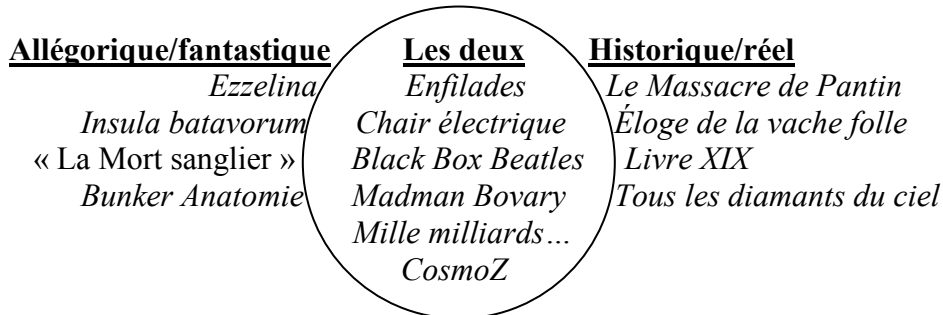 Allégorique/fantastique Les deux Historique/réel
Ezzelina Enfilades Le Massacre de Pantin
Insula batavorum Chair électrique Éloge de la vache folle
« La Mort sanglier » Black Box Beatles Livre XIX
Bunker Anatomie Madman Bovary Tous les diamants du ciel
Mille milliards…
CosmoZ